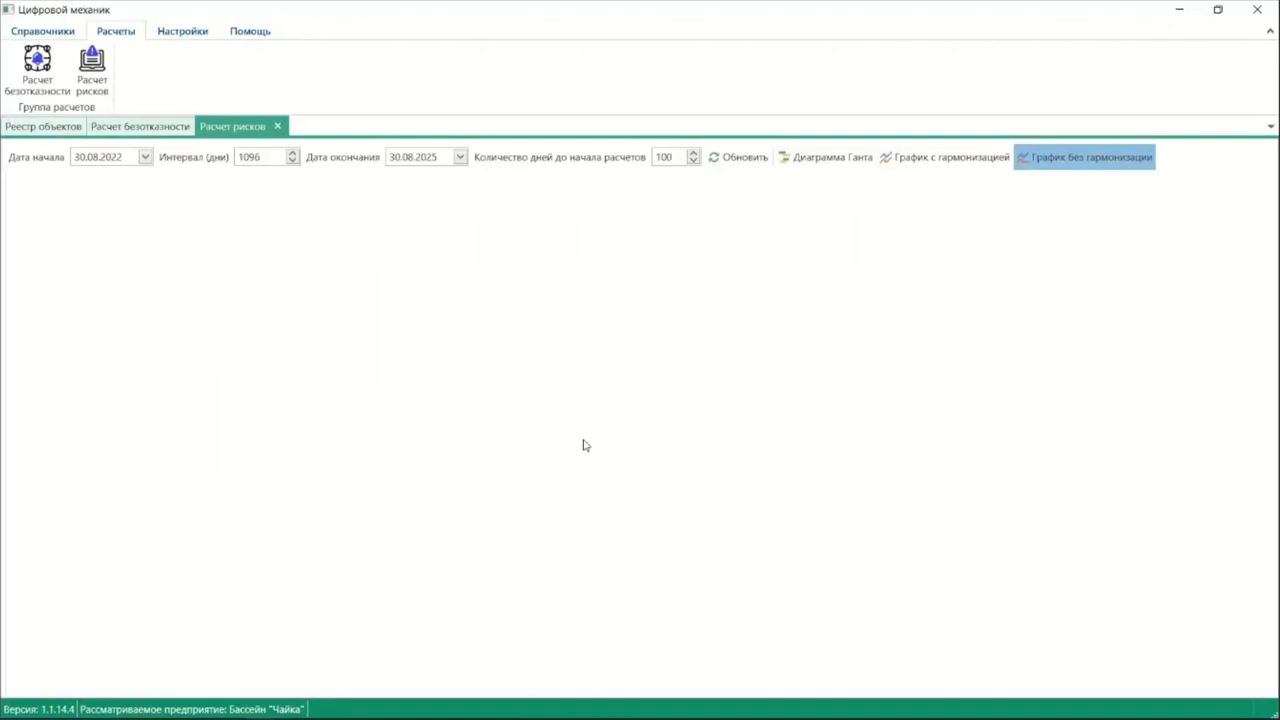 Цифровой механик
Справочники Расчеты Настройки Помощь
Расчет безотказности
Расчет рисков
Группа расчетов
Реестр объектов Расчет безотказности Расчет рисков
Дата начала 30.08.2022 Интервал (дни) 1096 Дата окончания 30.08.2025 Количество дней до начала расчетов 100 Обновить Диаграмма Ганта График с гармонизацией График без гармонизации
Версия: 1.1.14.4 Рассматриваемое предприятие: Бассейн "Чайка"